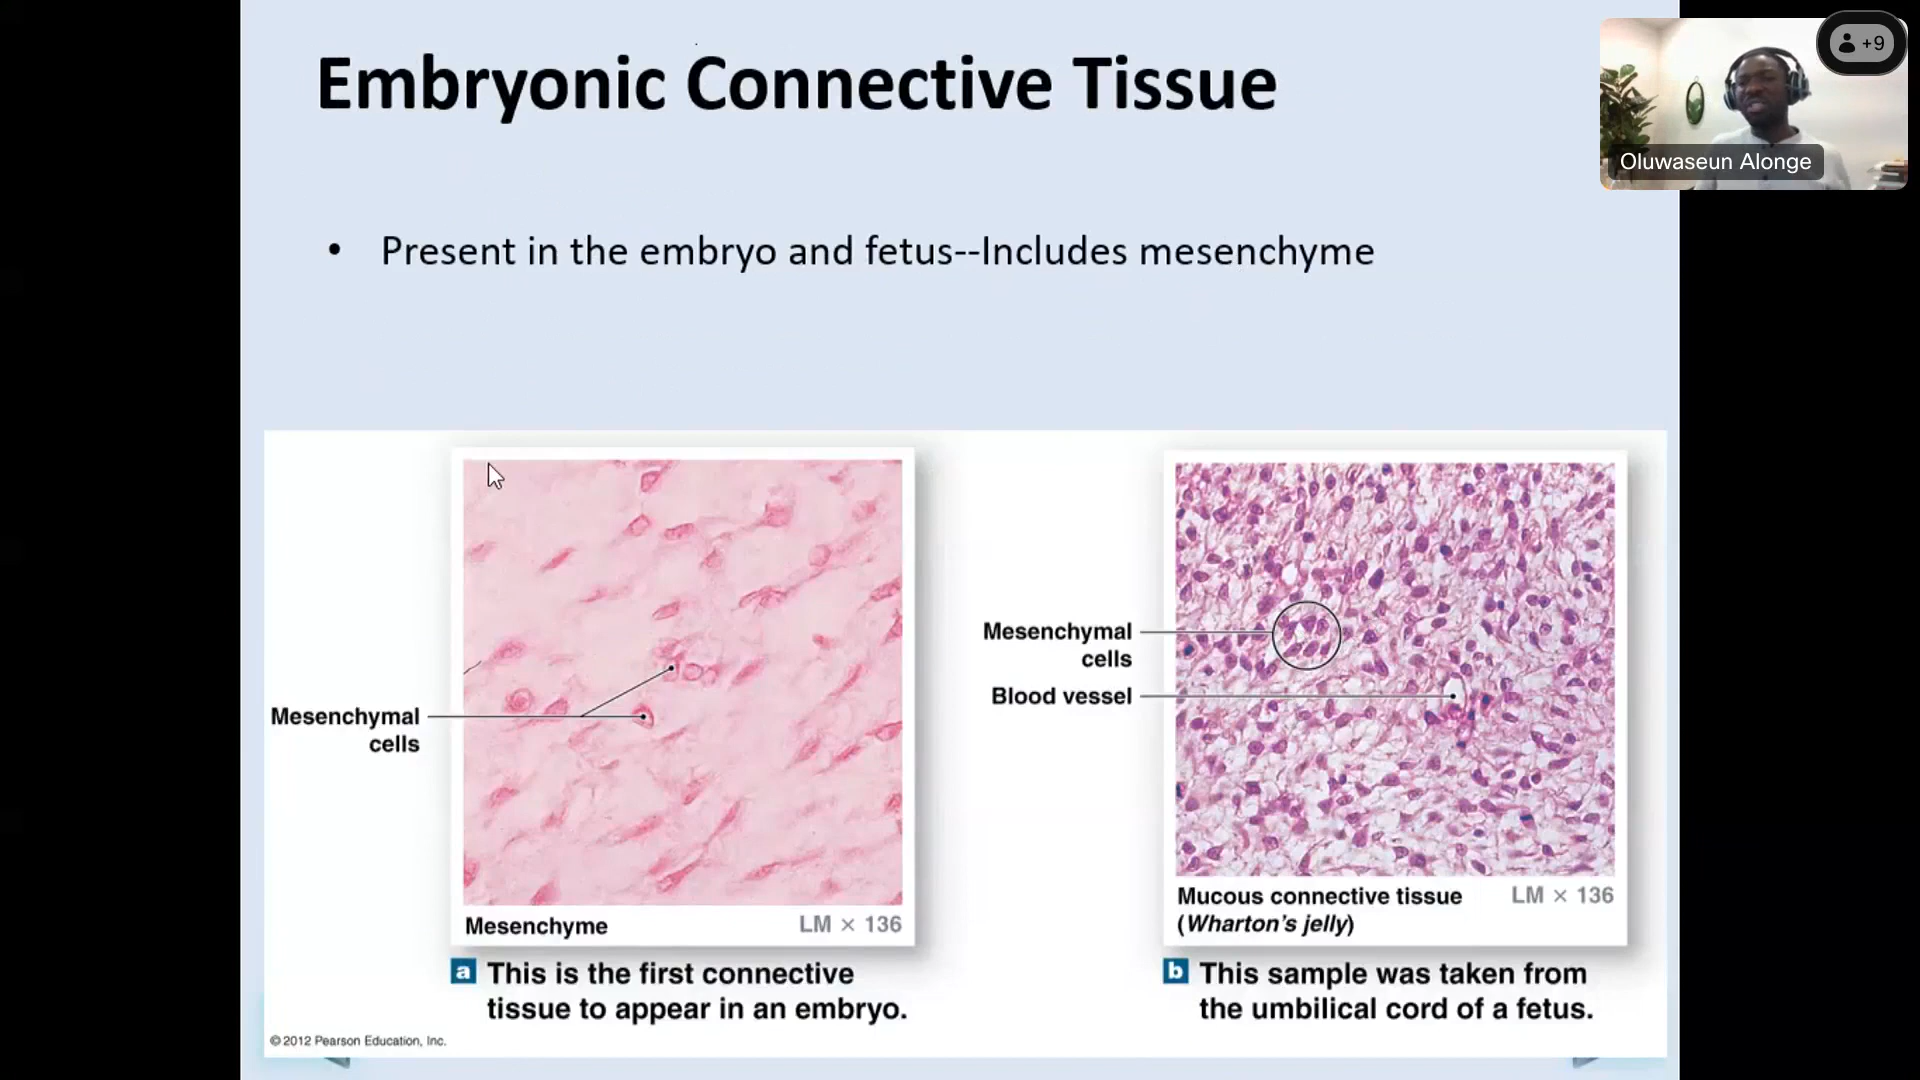 Embryonic Connective Tissue
+9
Oluwaseun Alonge
• Present in the embryo and fetus--Includes mesenchyme
Mesenchymal
cells
Mesenchyme LM × 136
a This is the first connective
tissue to appear in an embryo.
Mesenchymal
cells
Blood vessel
Mucous connective tissue LM × 136
(Wharton's jelly)
b This sample was taken from
the umbilical cord of a fetus.
© 2012 Pearson Education, Inc.